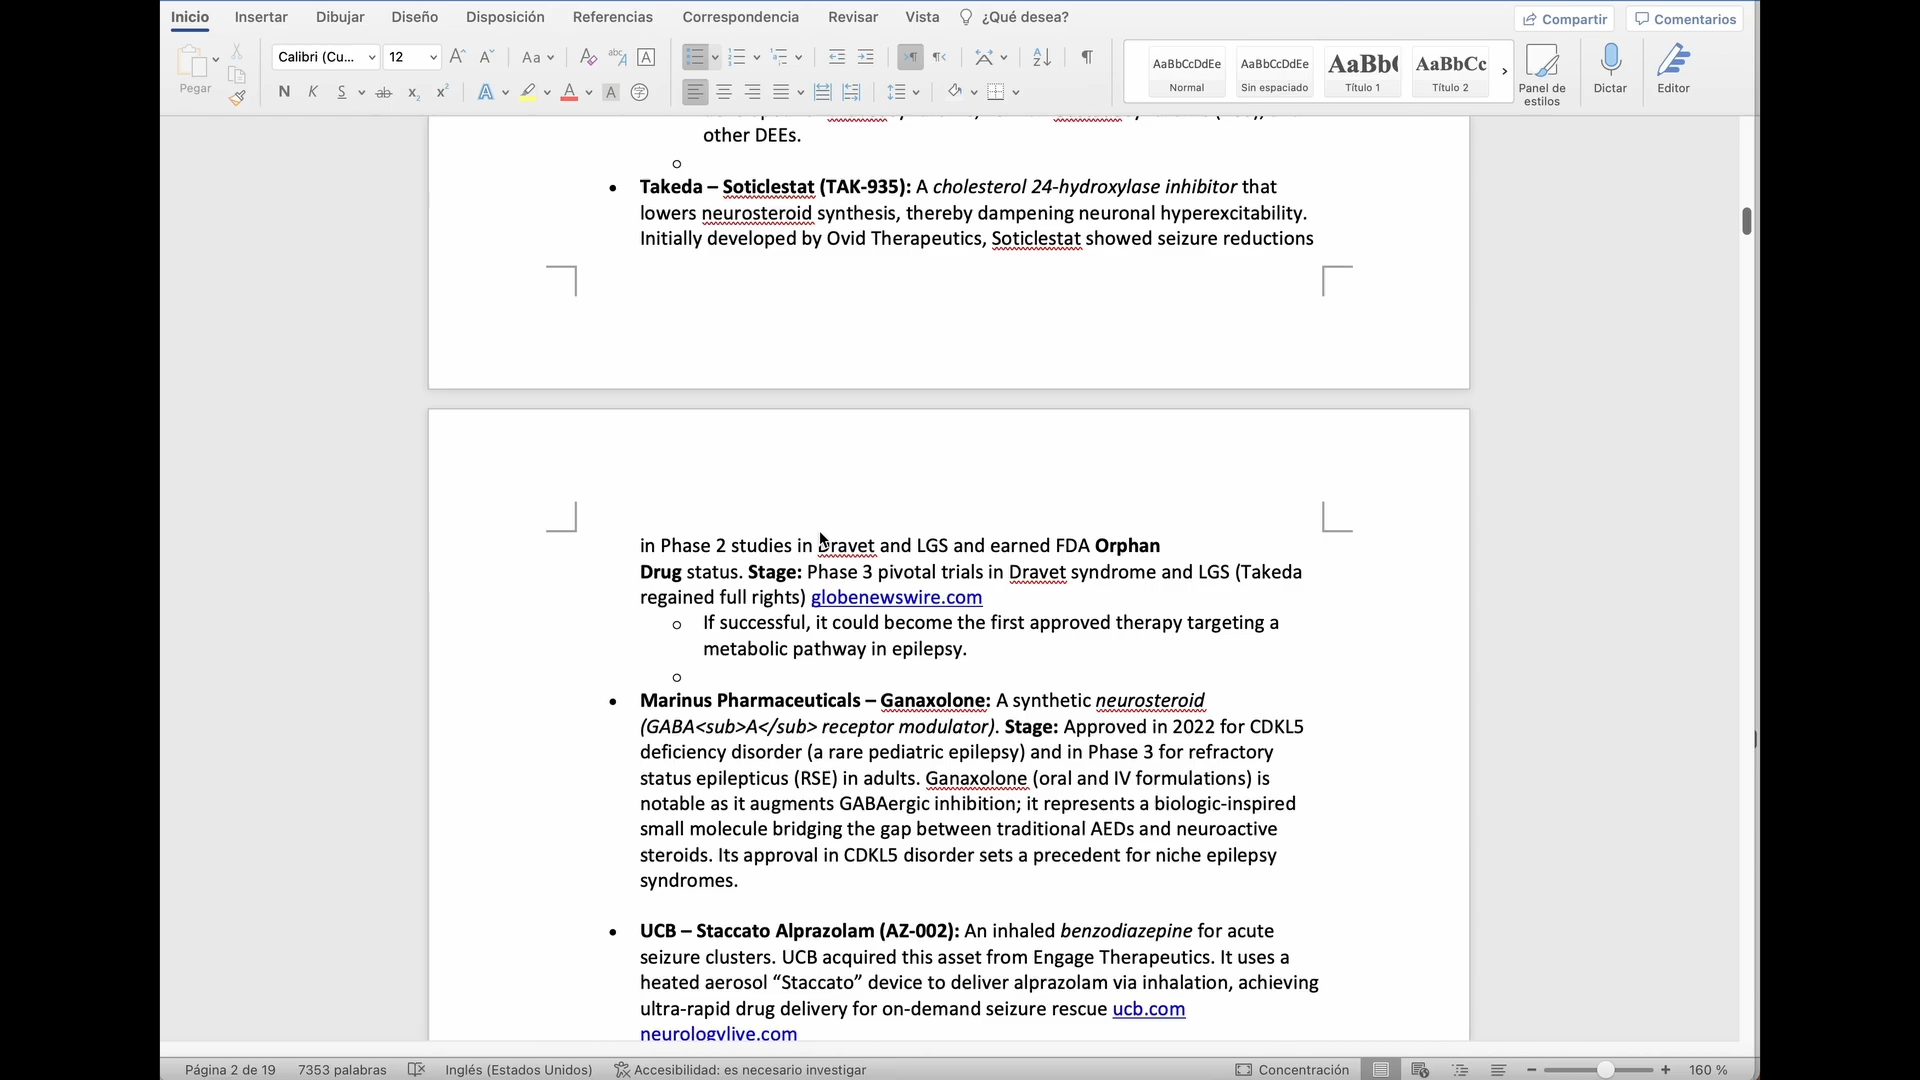 Inicio Insertar Dibujar Diseño Disposición Referencias Correspondencia Revisar Vista ¿Qué desea? Compartir Comentarios
Pegar
Calibri (Cu... 12 Aa
N K S ab x₂ x² A A A
AaBbCcDdEe AaBbCcDdEe AaBb( AaBbCc
Normal Sin espaciado Título 1 Título 2
Panel de estilos Dictar Editor
other DEEs.
Takeda – Soticlestat (TAK-935): A cholesterol 24-hydroxylase inhibitor that
lowers neurosteroid synthesis, thereby dampening neuronal hyperexcitability.
Initially developed by Ovid Therapeutics, Soticlestat showed seizure reductions
in Phase 2 studies in Dravet and LGS and earned FDA Orphan
Drug status. Stage: Phase 3 pivotal trials in Dravet syndrome and LGS (Takeda
regained full rights) globenewswire.com
If successful, it could become the first approved therapy targeting a
metabolic pathway in epilepsy.
Marinus Pharmaceuticals – Ganaxolone: A synthetic neurosteroid
(GABA<sub>A</sub> receptor modulator). Stage: Approved in 2022 for CDKL5
deficiency disorder (a rare pediatric epilepsy) and in Phase 3 for refractory
status epilepticus (RSE) in adults. Ganaxolone (oral and IV formulations) is
notable as it augments GABAergic inhibition; it represents a biologic-inspired
small molecule bridging the gap between traditional AEDs and neuroactive
steroids. Its approval in CDKL5 disorder sets a precedent for niche epilepsy
syndromes.
UCB – Staccato Alprazolam (AZ-002): An inhaled benzodiazepine for acute
seizure clusters. UCB acquired this asset from Engage Therapeutics. It uses a
heated aerosol “Staccato” device to deliver alprazolam via inhalation, achieving
ultra-rapid drug delivery for on-demand seizure rescue ucb.com
neurologylive.com
Página 2 de 19 7353 palabras Inglés (Estados Unidos) Accesibilidad: es necesario investigar Concentración 160 %